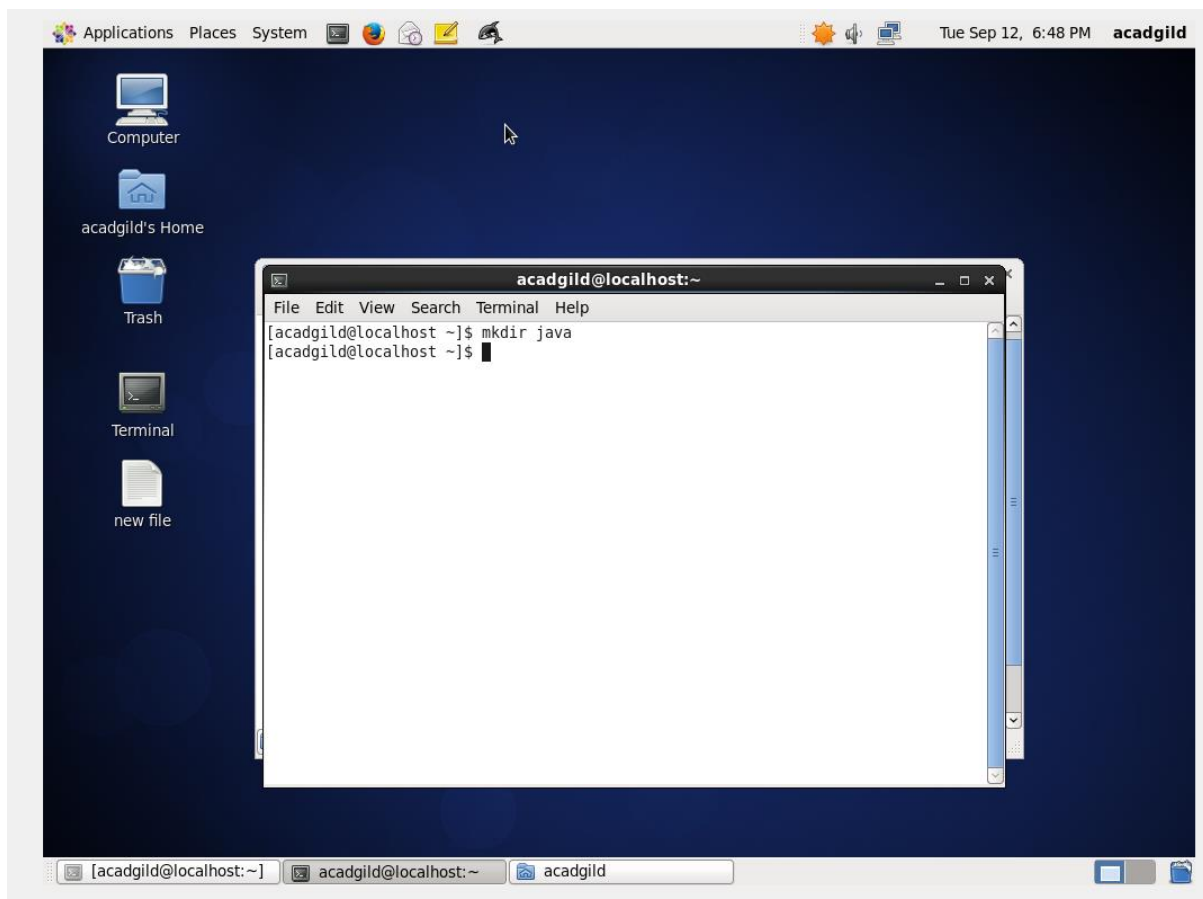 Applications Places System Tue Sep 12, 6:48 PM acadgild
Computer
acadgild's Home
Trash
Terminal
new file
acadgild@localhost:~
File Edit View Search Terminal Help
[acadgild@localhost ~]$ mkdir java
[acadgild@localhost ~]$
[acadgild@localhost:~] acadgild@localhost:~ acadgild